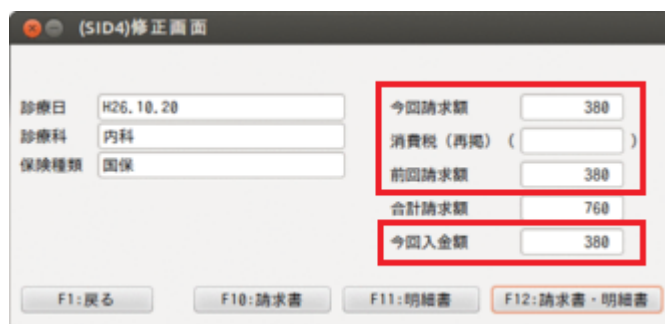 (SID4)修正画面
診療日 H26.10.20
診療科 内科
保険種類 国保
今回請求額 380
消費税(再掲) ( )
前回請求額 380
合計請求額 760
今回入金額 380
F1:戻る F10:請求書 F11:明細書 F12:請求書・明細書